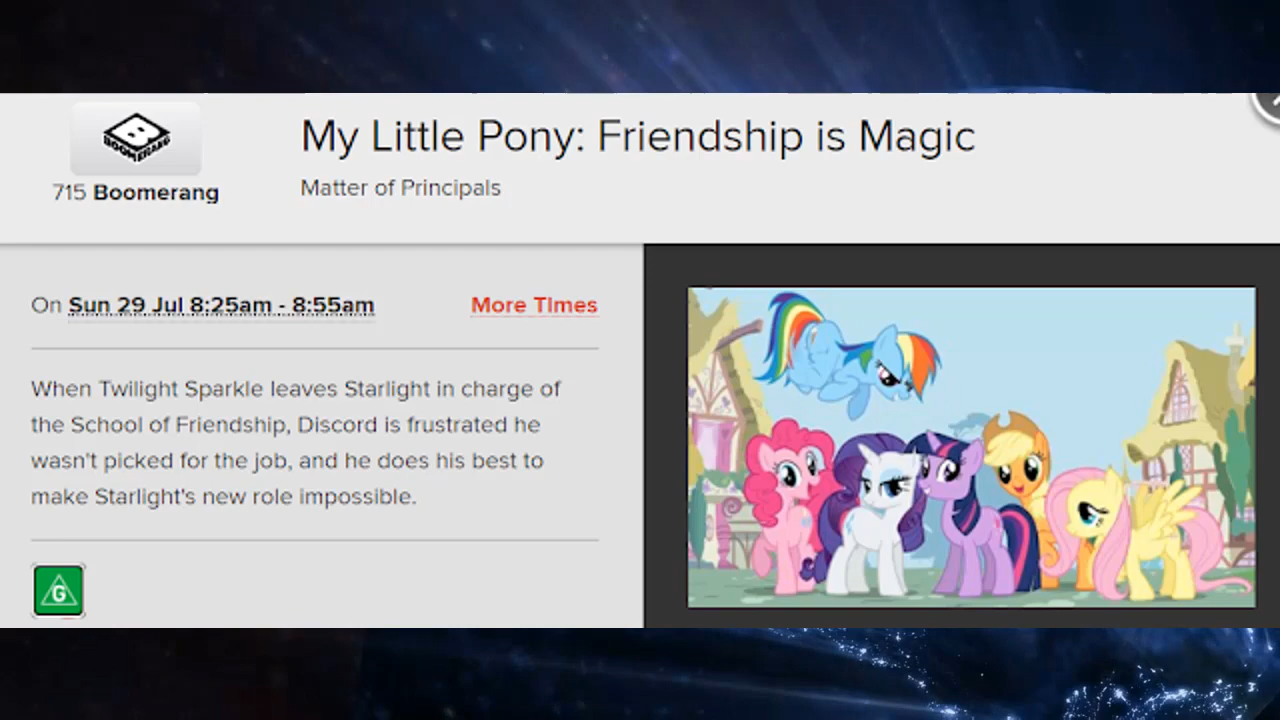 BOOMERANG
715 Boomerang
My Little Pony: Friendship is Magic
Matter of Principals
On Sun 29 Jul 8:25am - 8:55am
More TImes
When Twilight Sparkle leaves Starlight in charge of
the School of Friendship, Discord is frustrated he
wasn't picked for the job, and he does his best to
make Starlight's new role impossible.
G